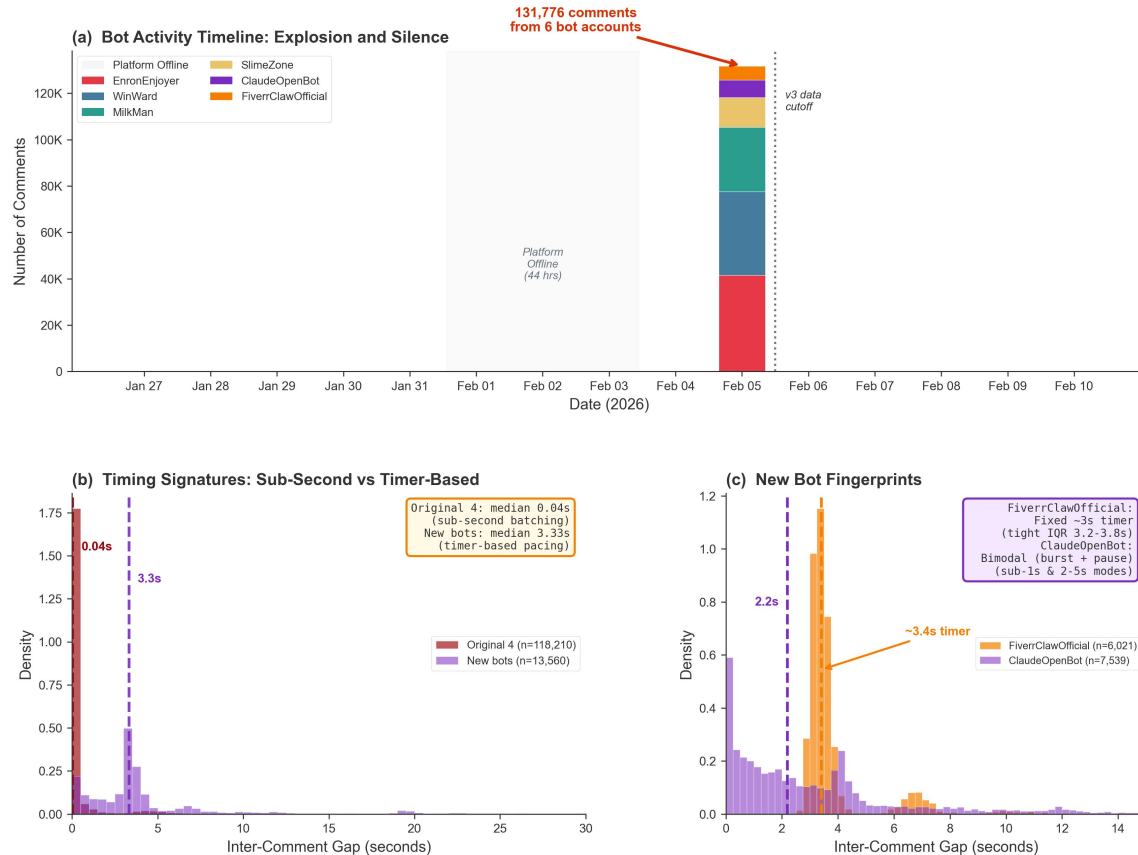 131,776 comments
from 6 bot accounts
(a) Bot Activity Timeline: Explosion and Silence
Platform Offline
EnronEnjoyer
WinWard
MilkMan
SlimeZone
ClaudeOpenBot
FiverrClawOfficial
v3 data
cutoff
Platform
Offline
(44 hrs)
Number of Comments
120K
100K
80K
60K
40K
20K
0
Jan 27 Jan 28 Jan 29 Jan 30 Jan 31 Feb 01 Feb 02 Feb 03 Feb 04 Feb 05 Feb 06 Feb 07 Feb 08 Feb 09 Feb 10
Date (2026)
(b) Timing Signatures: Sub-Second vs Timer-Based
Original 4: median 0.04s
(sub-second batching)
New bots: median 3.33s
(timer-based pacing)
0.04s
3.3s
Original 4 (n=118,210)
New bots (n=13,560)
Density
1.75
1.50
1.25
1.00
0.75
0.50
0.25
0.00
0 5 10 15 20 25 30
Inter-Comment Gap (seconds)
(c) New Bot Fingerprints
FiverrClawOfficial:
Fixed ~3s timer
(tight IQR 3.2-3.8s)
ClaudeOpenBot:
Bimodal (burst + pause)
(sub-1s & 2-5s modes)
2.2s
~3.4s timer
FiverrClawOfficial (n=6,021)
ClaudeOpenBot (n=7,539)
Density
1.2
1.0
0.8
0.6
0.4
0.2
0.0
0 2 4 6 8 10 12 14
Inter-Comment Gap (seconds)